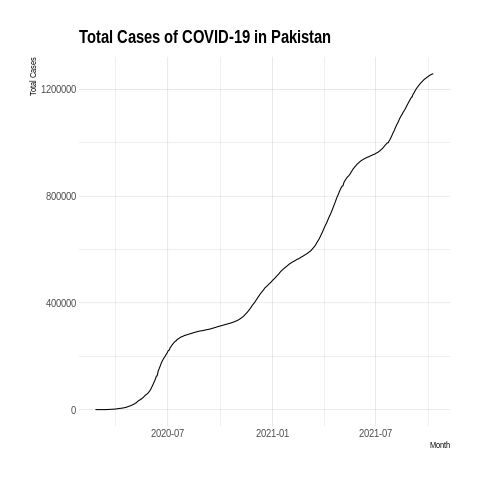 Total Cases of COVID-19 in Pakistan
Total Cases
1200000
800000
400000
0
2020-07 2021-01 2021-07
Month